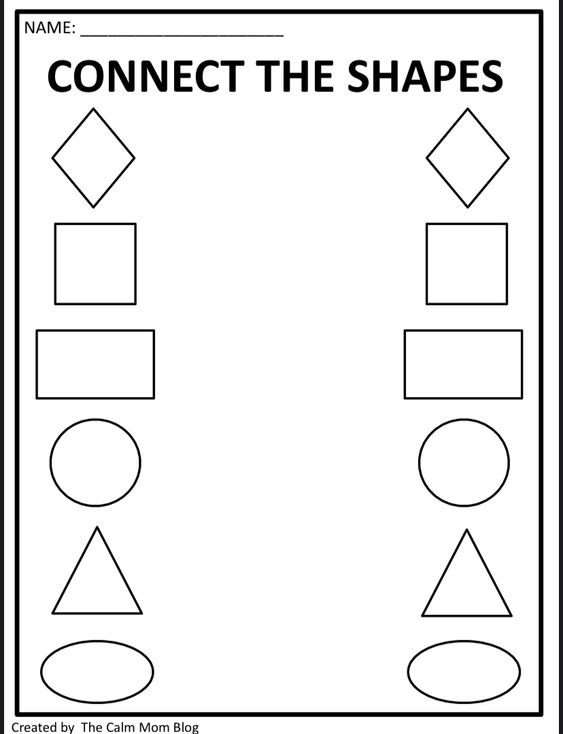 NAME: ______________________
CONNECT THE SHAPES
Created by The Calm Mom Blog